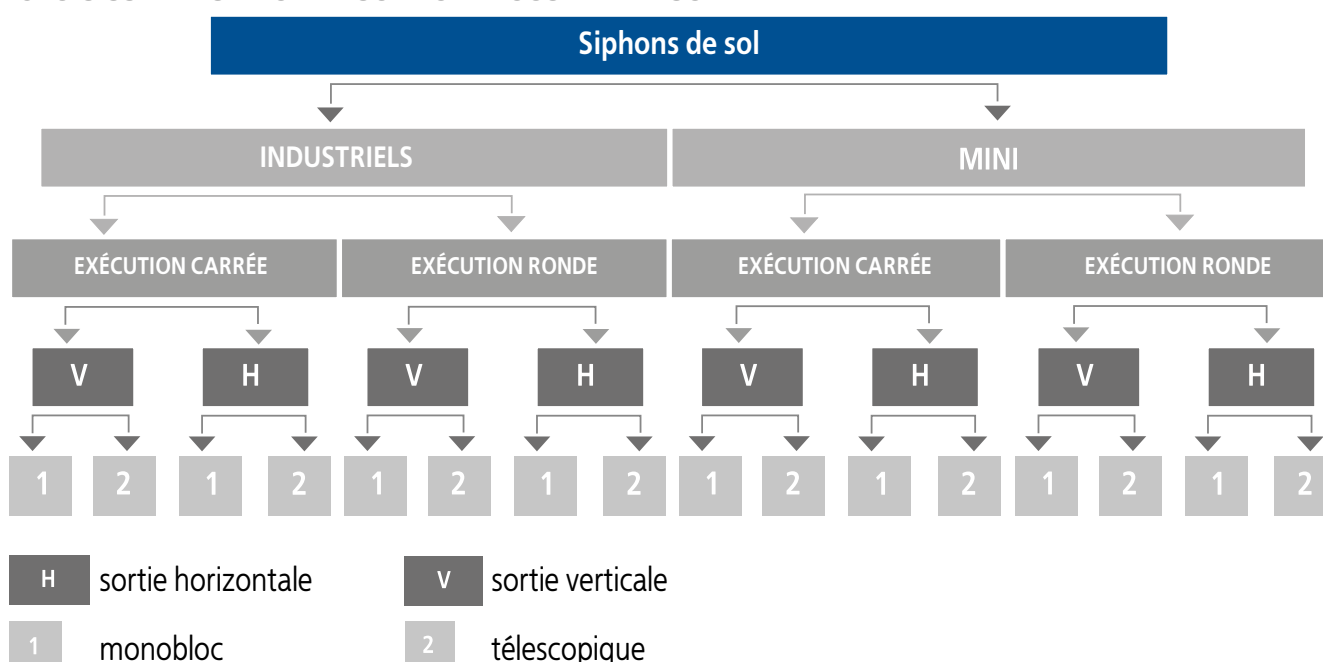 Siphons de sol
INDUSTRIELS MINI
EXÉCUTION CARRÉE EXÉCUTION RONDE EXÉCUTION CARRÉE EXÉCUTION RONDE
V H V H V H V H
1 2 1 2 1 2 1 2 1 2 1 2 1 2 1 2
H sortie horizontale V sortie verticale
1 monobloc 2 télescopique